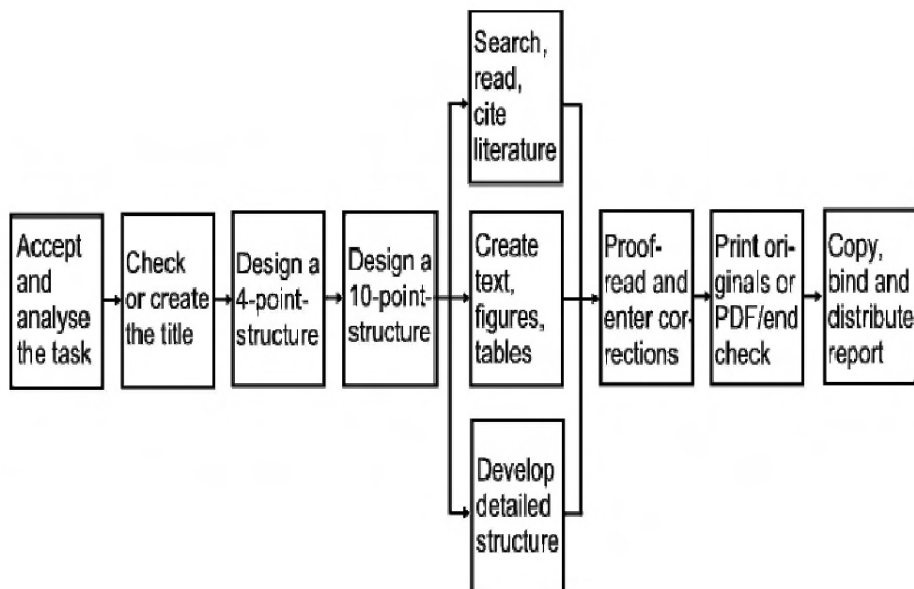 Accept
and
analyse
the task
Check
or create
the title
Design a
4-point-
structure
Design a
10-point-
structure
Search,
read,
cite
literature
Create
text,
figures,
tables
Develop
detailed
structure
Proof-
read and
enter cor-
rections
Print ori-
ginals or
PDF/end
check
Copy,
bind and
distribute
report